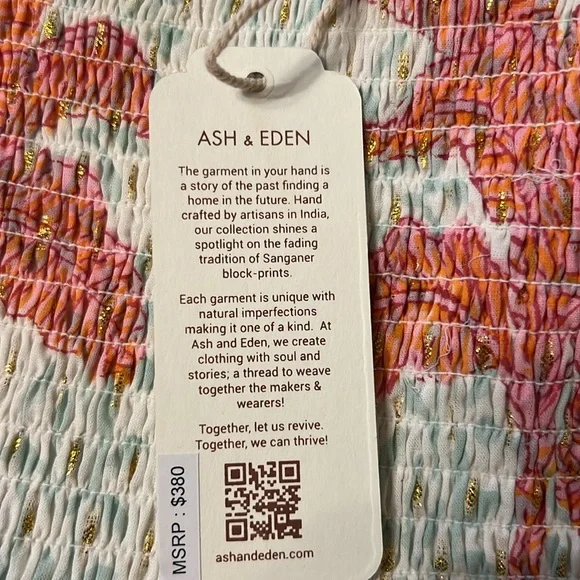 ASH & EDEN
The garment in your hand is
a story of the past finding a
home in the future. Hand
crafted by artisans in India,
our collection shines a
spotlight on the fading
tradition of Sanganer
block-prints.
Each garment is unique with
natural imperfections
making it one of a kind. At
Ash and Eden, we create
clothing with soul and
stories; a thread to weave
together the makers &
wearers!
Together, let us revive.
Together, we can thrive!
MSRP : $380
ashandeden.com